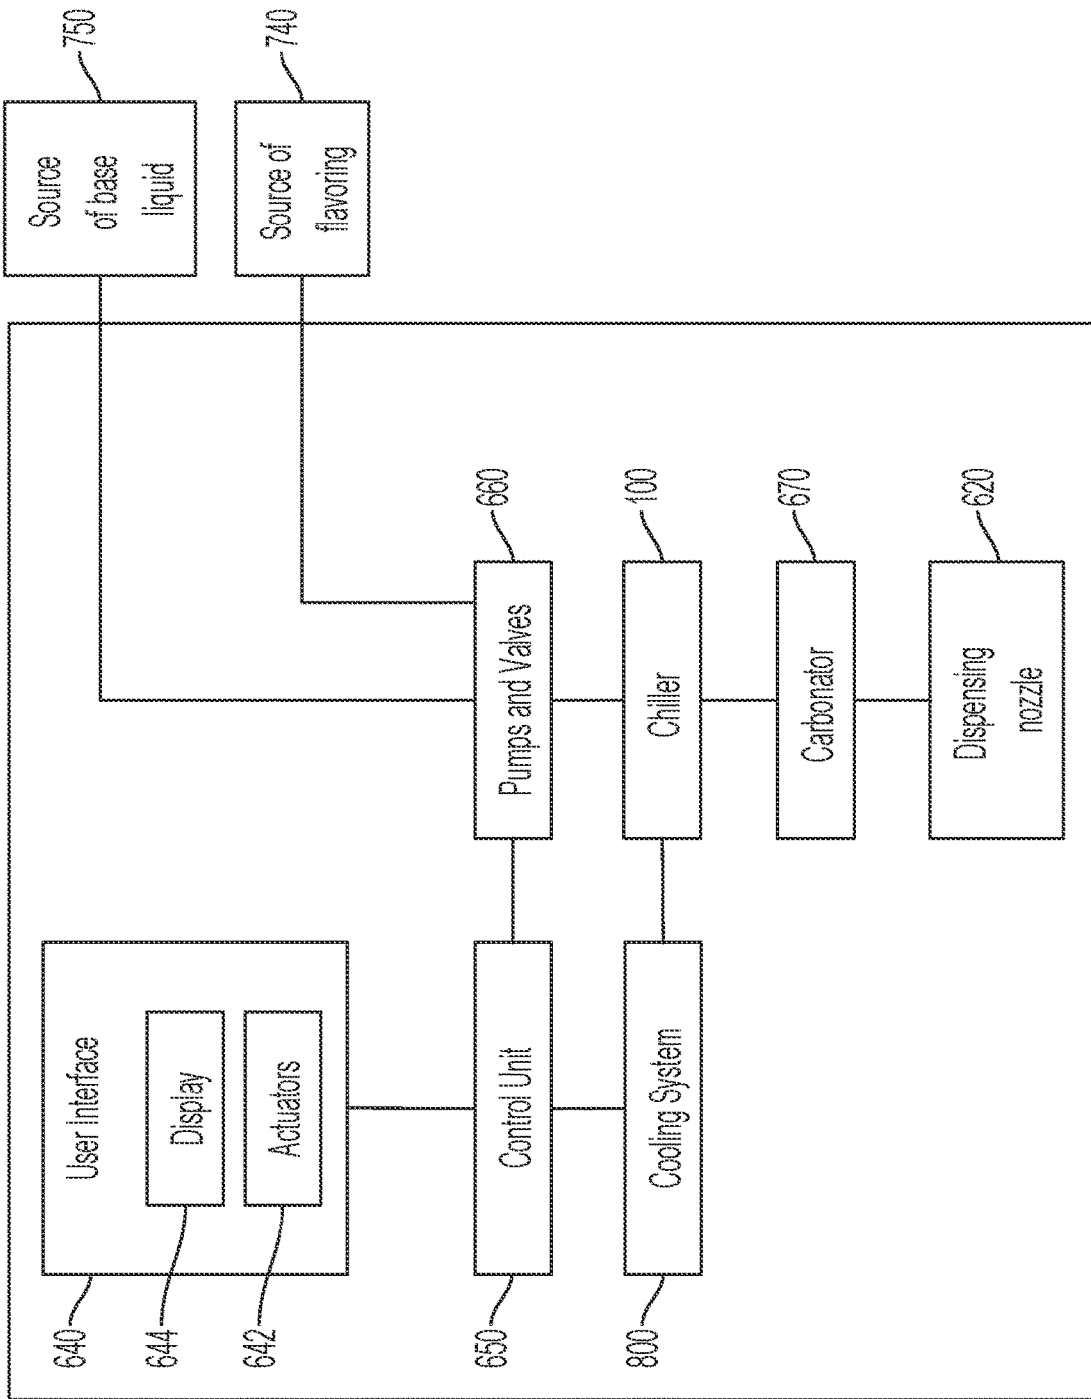 640
User Interface
644
Display
642
Actuators
650
Control Unit
800
Cooling System
660
Pumps and Valves
100
Chiller
670
Carbonator
620
Dispensing
nozzle
750
Source
of base
liquid
740
Source of
flavoring